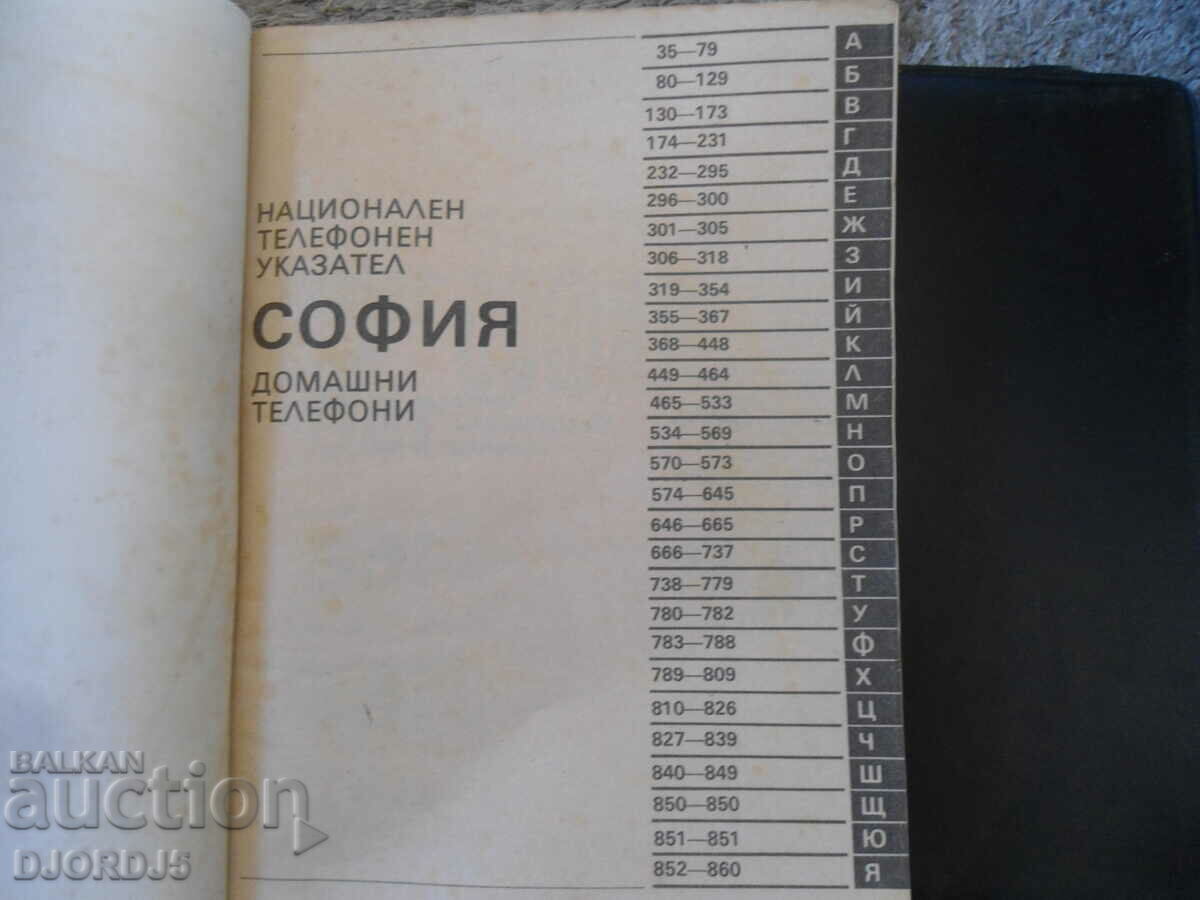 НАЦИОНАЛЕН
ТЕЛЕФОНЕН
УКАЗАТЕЛ
СОФИЯ
ДОМАШНИ
ТЕЛЕФОНИ
35—79 А
80—129 Б
130—173 В
174—231 Г
232—295 Д
296—300 Е
301—305 Ж
306—318 З
319—354 И
355—367 Й
368—448 К
449—464 Л
465—533 М
534—569 Н
570—573 О
574—645 П
646—665 Р
666—737 С
738—779 Т
780—782 У
783—788 Ф
789—809 Х
810—826 Ц
827—839 Ч
840—849 Ш
850—850 Щ
851—851 Ю
852—860 Я
BALKAN
auction
DJORDJ5